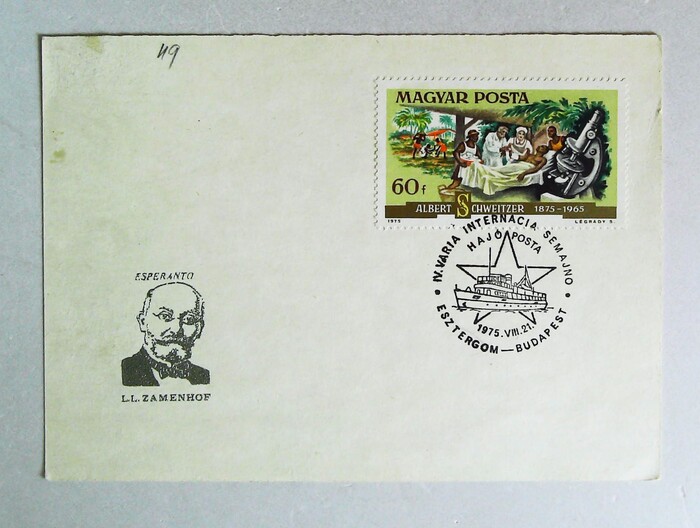 49
MAGYAR POSTA
60f
ALBERT SCHWEITZER 1875-1965
1975 LÉGRÁDY S.
• IV. VARIA INTERNACIA SEMAJNO •
HAJÓPOSTA
1975.VIII.21.
ESZTERGOM — BUDAPEST
ESPERANTO
L.L. ZAMENHOF